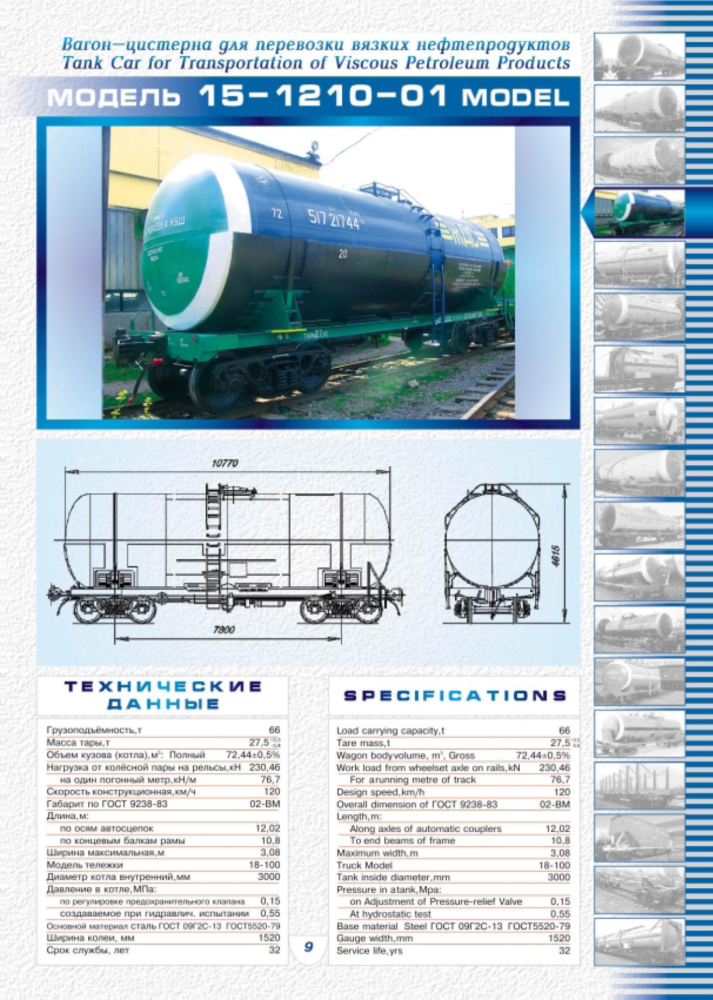 Вагон—цистерна для перевозки вязких нефтепродуктов
Tank Car for Transportation of Viscous Petroleum Products
МОДЕЛЬ 15-1210-01 MODEL
72
517 21744
ЖДС
20
ТАРА 27,
10770
4615
7800
ТЕХНИЧЕСКИЕ
ДАННЫЕ
Грузоподъёмность,т 66
Масса тары,т 27,5 +0,5 -0,8
Объем кузова (котла),м³: Полный 72,44±0,5%
Нагрузка от колёсной пары на рельсы,кН 230,46
на один погонный метр,кН/м 76,7
Скорость конструкционная,км/ч 120
Габарит по ГОСТ 9238-83 02-ВМ
Длина,м:
по осям автосцепок 12,02
по концевым балкам рамы 10,8
Ширина максимальная,м 3,08
Модель тележки 18-100
Диаметр котла внутренний,мм 3000
Давление в котле,МПа:
по регулировке предохранительного клапана 0,15
создаваемое при гидравлич. испытании 0,55
Основной материал сталь ГОСТ 09Г2С-13 ГОСТ5520-79
Ширина колеи, мм 1520
Срок службы, лет 32
SPECIFICATIONS
Load carrying capacity,t 66
Tare mass,t 27,5 +0,5 -0,8
Wagon bodyvolume, m³, Gross 72,44±0,5%
Work load from wheelset axle on rails,kN 230,46
For arunning metre of track 76,7
Design speed,km/h 120
Overall dimension of ГОСТ 9238-83 02-ВМ
Length,m:
Along axles of automatic couplers 12,02
To end beams of frame 10,8
Maximum width,m 3,08
Truck Model 18-100
Tank inside diameter,mm 3000
Pressure in atank,Mpa:
on Adjustment of Pressure-relief Valve 0,15
At hydrostatic test 0,55
Base material Steel ГОСТ 09Г2С-13 ГОСТ5520-79
Gauge width,mm 1520
Service life,yrs 32
9